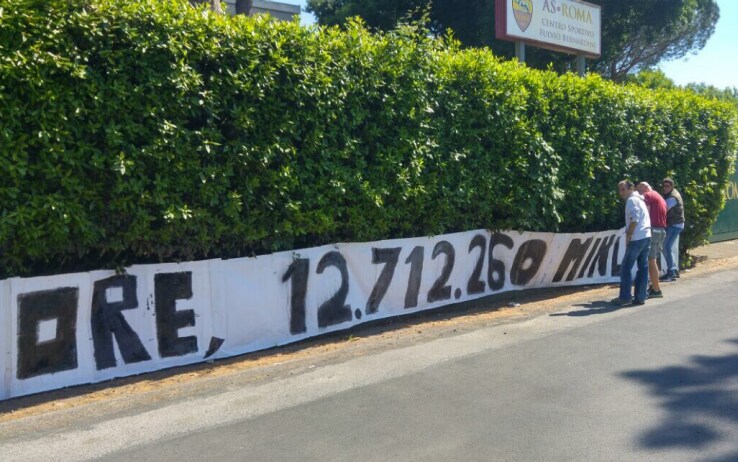 AS•ROMA
CENTRO SPORTIVO
FULVIO BERNARDINI
ORE, 12.712.260 MINU